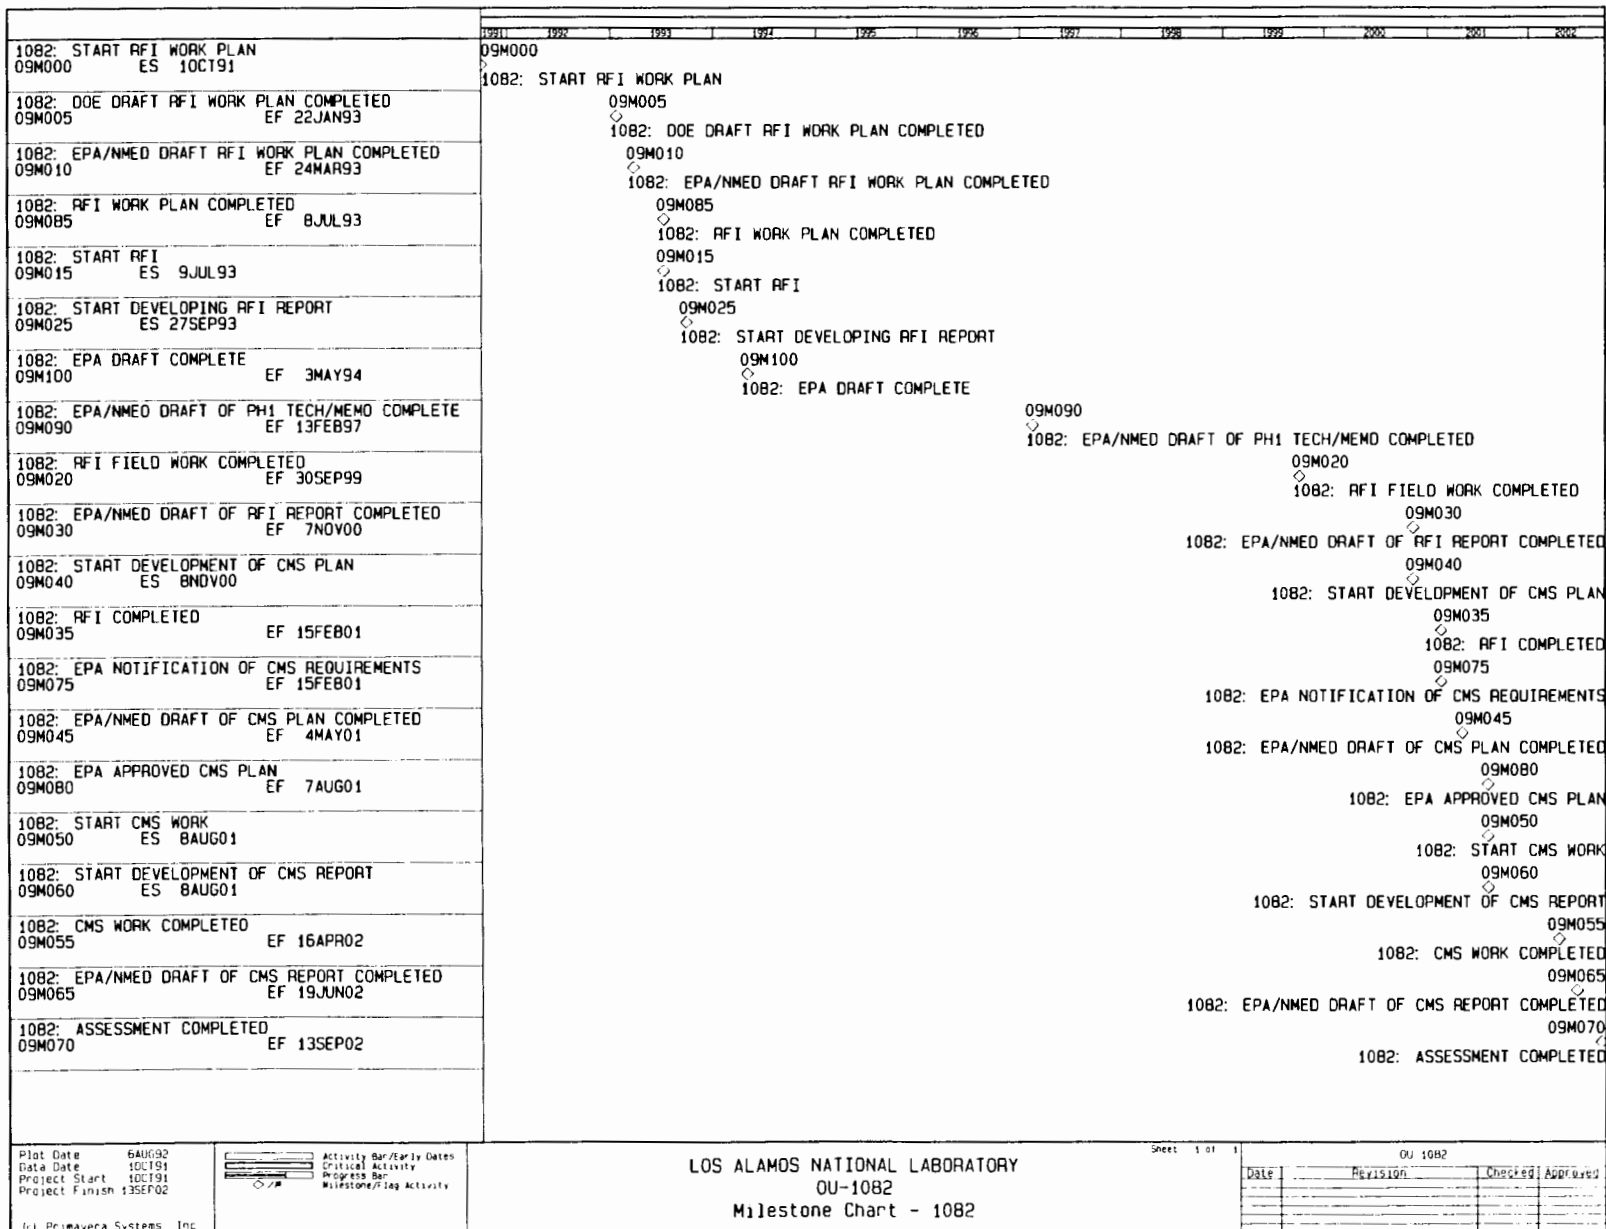 1991 1992 1993 1994 1995 1996 1997 1998 1999 2000 2001 2002
1082: START RFI WORK PLAN
09M000 ES 1OCT91
09M000
1082: START RFI WORK PLAN
1082: DOE DRAFT RFI WORK PLAN COMPLETED
09M005 EF 22JAN93
09M005
1082: DOE DRAFT RFI WORK PLAN COMPLETED
1082: EPA/NMED DRAFT RFI WORK PLAN COMPLETED
09M010 EF 24MAR93
09M010
1082: EPA/NMED DRAFT RFI WORK PLAN COMPLETED
1082: RFI WORK PLAN COMPLETED
09M085 EF 8JUL93
09M085
1082: RFI WORK PLAN COMPLETED
1082: START RFI
09M015 ES 9JUL93
09M015
1082: START RFI
1082: START DEVELOPING RFI REPORT
09M025 ES 27SEP93
09M025
1082: START DEVELOPING RFI REPORT
1082: EPA DRAFT COMPLETE
09M100 EF 3MAY94
09M100
1082: EPA DRAFT COMPLETE
1082: EPA/NMED DRAFT OF PH1 TECH/MEMO COMPLETE
09M090 EF 13FEB97
09M090
1082: EPA/NMED DRAFT OF PH1 TECH/MEMO COMPLETED
1082: RFI FIELD WORK COMPLETED
09M020 EF 30SEP99
09M020
1082: RFI FIELD WORK COMPLETED
1082: EPA/NMED DRAFT OF RFI REPORT COMPLETED
09M030 EF 7NOV00
09M030
1082: EPA/NMED DRAFT OF RFI REPORT COMPLETED
1082: START DEVELOPMENT OF CMS PLAN
09M040 ES 8NOV00
09M040
1082: START DEVELOPMENT OF CMS PLAN
1082: RFI COMPLETED
09M035 EF 15FEB01
09M035
1082: RFI COMPLETED
1082: EPA NOTIFICATION OF CMS REQUIREMENTS
09M075 EF 15FEB01
09M075
1082: EPA NOTIFICATION OF CMS REQUIREMENTS
1082: EPA/NMED DRAFT OF CMS PLAN COMPLETED
09M045 EF 4MAY01
09M045
1082: EPA/NMED DRAFT OF CMS PLAN COMPLETED
1082: EPA APPROVED CMS PLAN
09M080 EF 7AUG01
09M080
1082: EPA APPROVED CMS PLAN
1082: START CMS WORK
09M050 ES 8AUG01
09M050
1082: START CMS WORK
1082: START DEVELOPMENT OF CMS REPORT
09M060 ES 8AUG01
09M060
1082: START DEVELOPMENT OF CMS REPORT
1082: CMS WORK COMPLETED
09M055 EF 16APR02
09M055
1082: CMS WORK COMPLETED
1082: EPA/NMED DRAFT OF CMS REPORT COMPLETED
09M065 EF 19JUN02
09M065
1082: EPA/NMED DRAFT OF CMS REPORT COMPLETED
1082: ASSESSMENT COMPLETED
09M070 EF 13SEP02
09M070
1082: ASSESSMENT COMPLETED
Plot Date 6AUG92
Data Date 1OCT91
Project Start 1OCT91
Project Finish 13SEP02
(c) Primavera Systems, Inc
Activity Bar/Early Dates
Critical Activity
Progress Bar
Milestone/Flag Activity
LOS ALAMOS NATIONAL LABORATORY
OU-1082
Milestone Chart - 1082
Sheet 1 of 1
OU 1082
Date Revision Checked Approved